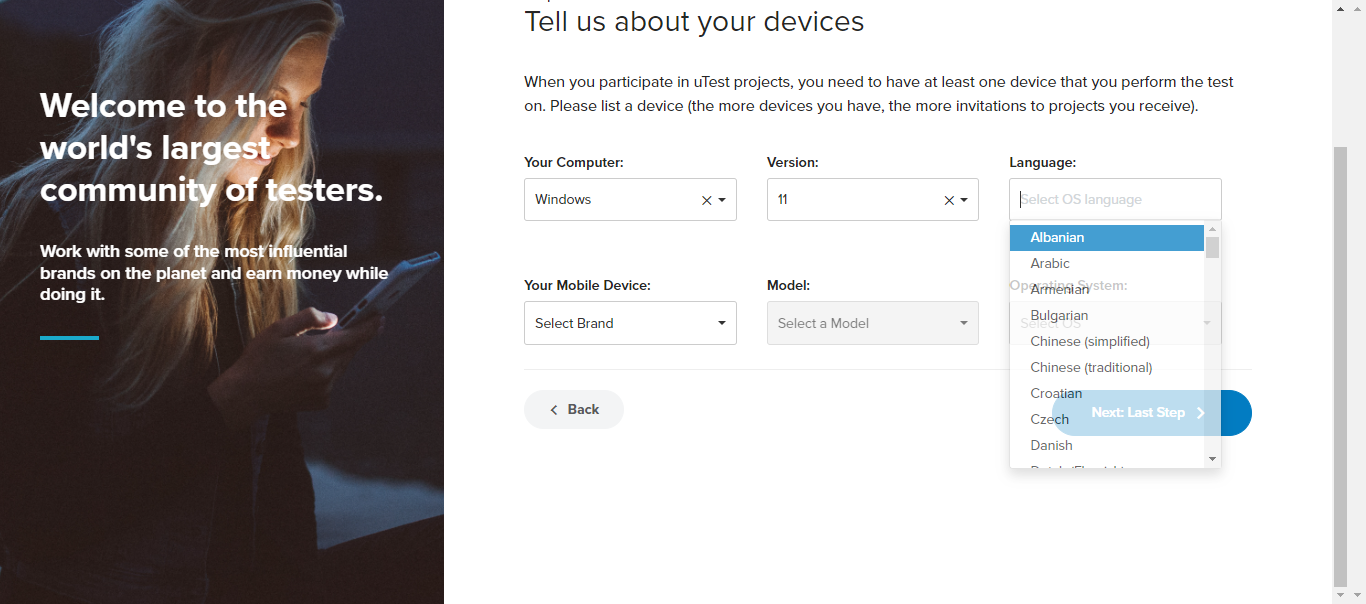 Welcome to the
world's largest
community of testers.
Work with some of the most influential
brands on the planet and earn money while
doing it.
Tell us about your devices
When you participate in uTest projects, you need to have at least one device that you perform the test
on. Please list a device (the more devices you have, the more invitations to projects you receive).
Your Computer:
Windows
Version:
11
Language:
Select OS language
Albanian
Arabic
Armenian
Bulgarian
Chinese (simplified)
Chinese (traditional)
Croatian
Czech
Danish
Your Mobile Device:
Select Brand
Model:
Select a Model
Operating System:
Select OS
Back
Next: Last Step